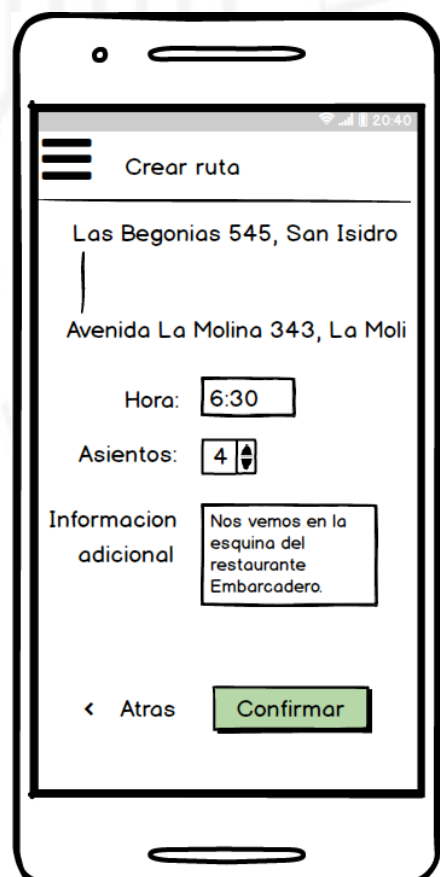 20:40
Crear ruta
Las Begonias 545, San Isidro
Avenida La Molina 343, La Moli
Hora: 6:30
Asientos: 4
Informacion
adicional
Nos vemos en la
esquina del
restaurante
Embarcadero.
< Atras Confirmar